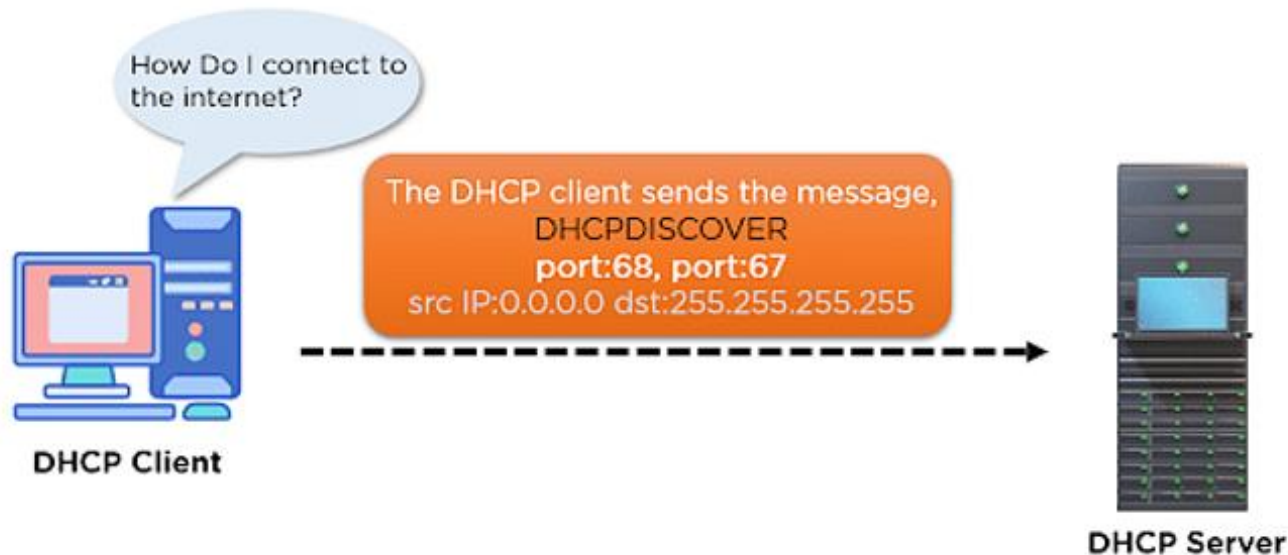 How Do I connect to
the internet?
The DHCP client sends the message,
DHCPDISCOVER
port:68, port:67
src IP:0.0.0.0 dst:255.255.255.255
DHCP Client
DHCP Server